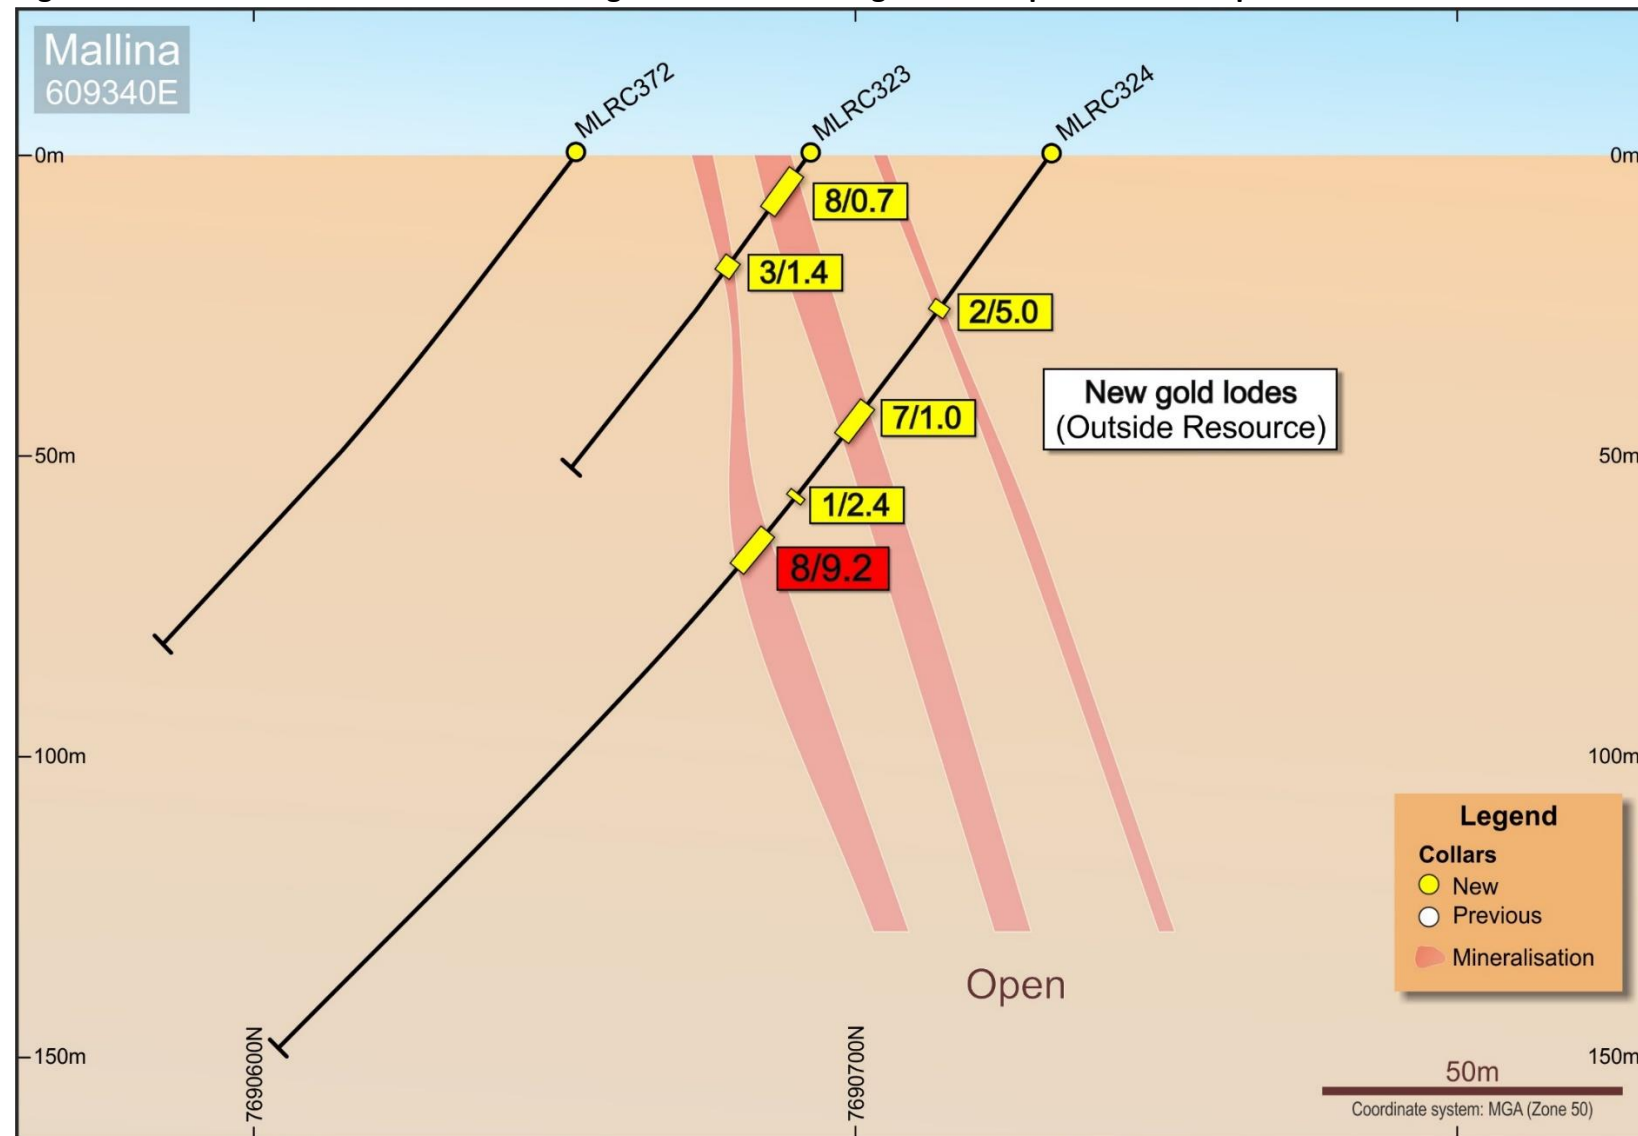 Mallina
609340E
MLRC372
MLRC323
MLRC324
0m
0m
8/0.7
3/1.4
2/5.0
New gold lodes
(Outside Resource)
7/1.0
50m
50m
1/2.4
8/9.2
100m
100m
Legend
Collars
New
Previous
Mineralisation
Open
7690600N
7690700N
150m
150m
50m
Coordinate system: MGA (Zone 50)